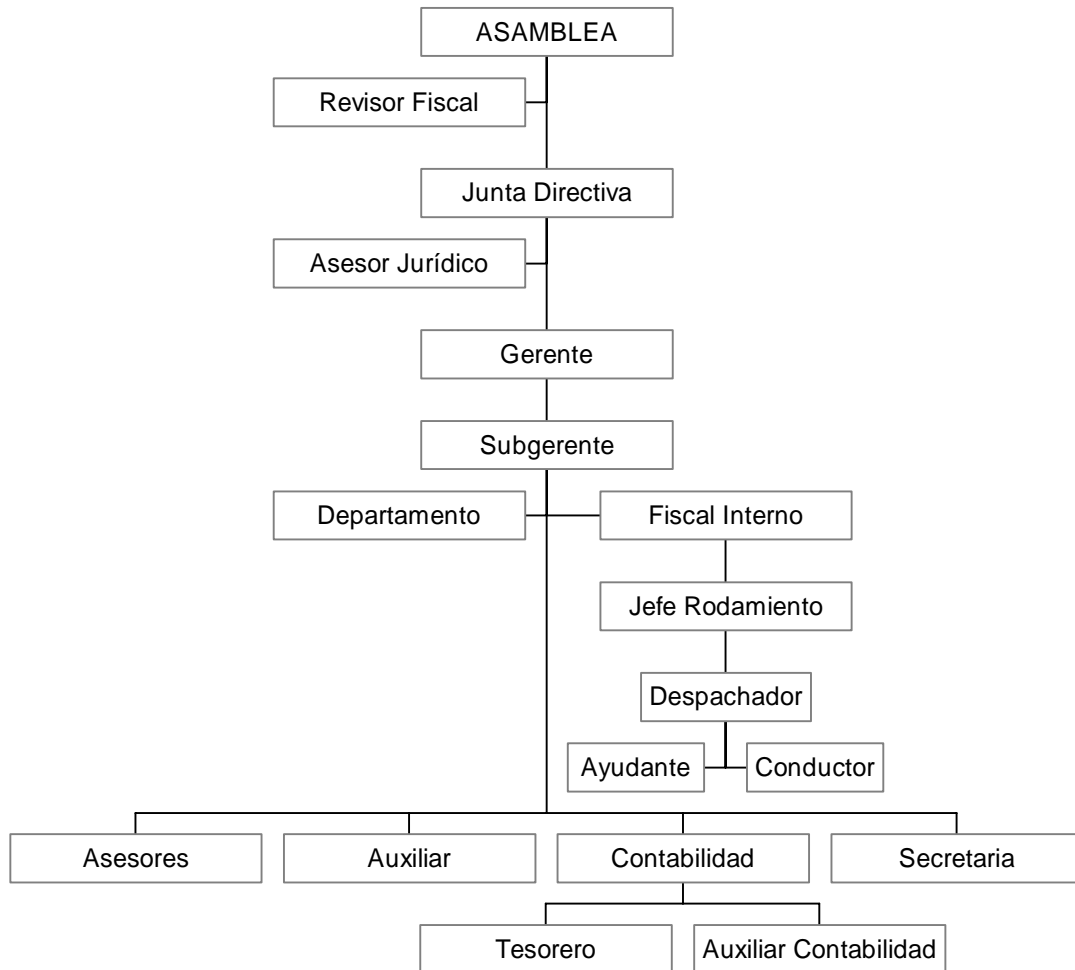 ASAMBLEA
Revisor Fiscal
Junta Directiva
Asesor Jurídico
Gerente
Subgerente
Departamento
Fiscal Interno
Jefe Rodamiento
Despachador
Ayudante
Conductor
Asesores
Auxiliar
Contabilidad
Secretaria
Tesorero
Auxiliar Contabilidad